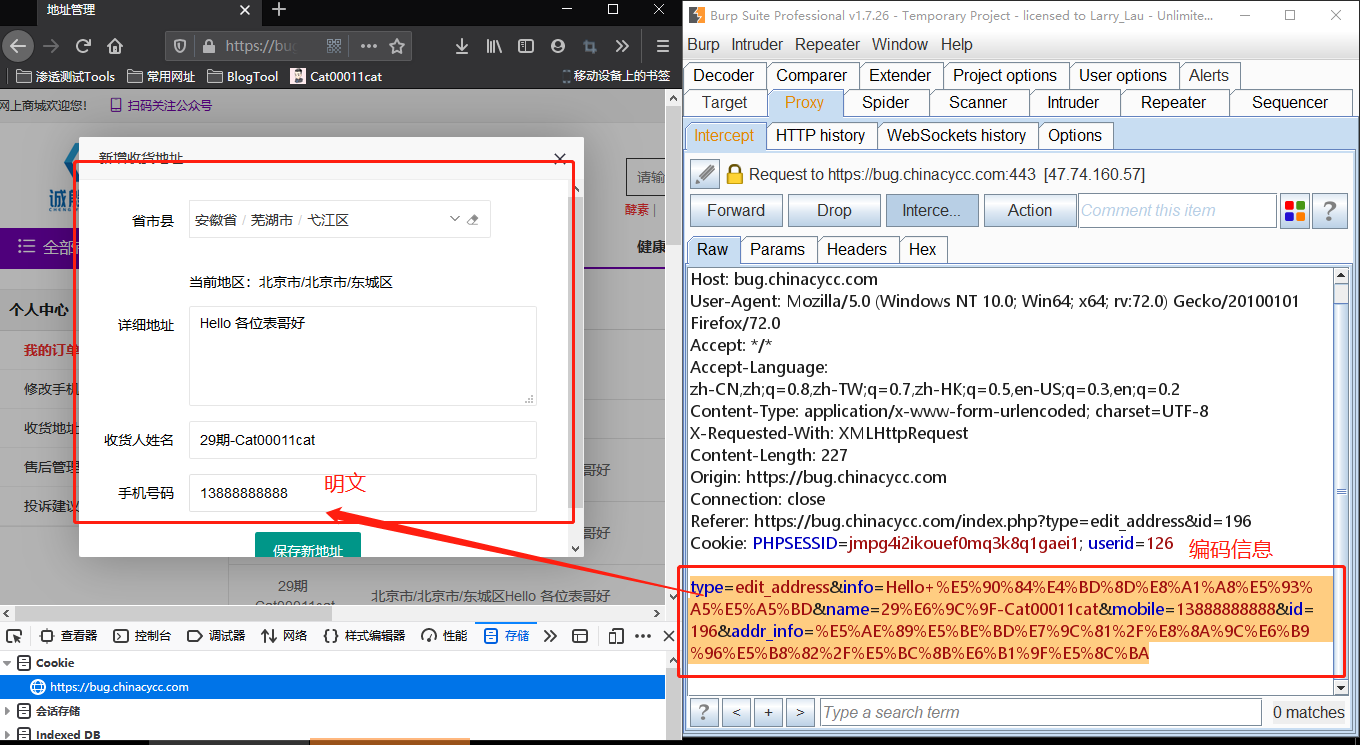 地址管理
https://bug
渗透测试Tools
常用网址
BlogTool
Cat00011cat
移动设备上的书签
网上商城欢迎您!
扫码关注公众号
请输
酵素 |
全部
健康
个人中心
我的订单
修改手机
收货地址
售后管理
投诉建议
新增收货地址
省市县
安徽省 / 芜湖市 / 弋江区
当前地区：北京市/北京市/东城区
详细地址
Hello 各位表哥好
收货人姓名
29期-Cat00011cat
手机号码
13888888888
明文
保存新地址
表哥好
表哥好
29期
Cat00011cat
北京市/北京市/东城区Hello 各位表哥好
查看器
控制台
调试器
网络
{} 样式编辑器
性能
存储
Cookie
https://bug.chinacycc.com
会话存储
Indexed DB
Burp Suite Professional v1.7.26 - Temporary Project - licensed to Larry_Lau - Unlimite...
Burp Intruder Repeater Window Help
Decoder Comparer Extender Project options User options Alerts
Target Proxy Spider Scanner Intruder Repeater Sequencer
Intercept HTTP history WebSockets history Options
Request to https://bug.chinacycc.com:443 [47.74.160.57]
Forward Drop Interce... Action Comment this item ?
Raw Params Headers Hex
Host: bug.chinacycc.com
User-Agent: Mozilla/5.0 (Windows NT 10.0; Win64; x64; rv:72.0) Gecko/20100101
Firefox/72.0
Accept: */*
Accept-Language:
zh-CN,zh;q=0.8,zh-TW;q=0.7,zh-HK;q=0.5,en-US;q=0.3,en;q=0.2
Content-Type: application/x-www-form-urlencoded; charset=UTF-8
X-Requested-With: XMLHttpRequest
Content-Length: 227
Origin: https://bug.chinacycc.com
Connection: close
Referer: https://bug.chinacycc.com/index.php?type=edit_address&id=196
Cookie: PHPSESSID=jmpg4i2ikouef0mq3k8q1gaei1; userid=126
编码信息
type=edit_address&info=Hello+%E5%90%84%E4%BD%8D%E8%A1%A8%E5%93%
A5%E5%A5%BD&name=29%E6%9C%9F-Cat00011cat&mobile=13888888888&id=
196&addr_info=%E5%AE%89%E5%BE%BD%E7%9C%81%2F%E8%8A%9C%E6%B9
%96%E5%B8%82%2F%E5%BC%8B%E6%B1%9F%E5%8C%BA
? < + > Type a search term 0 matches